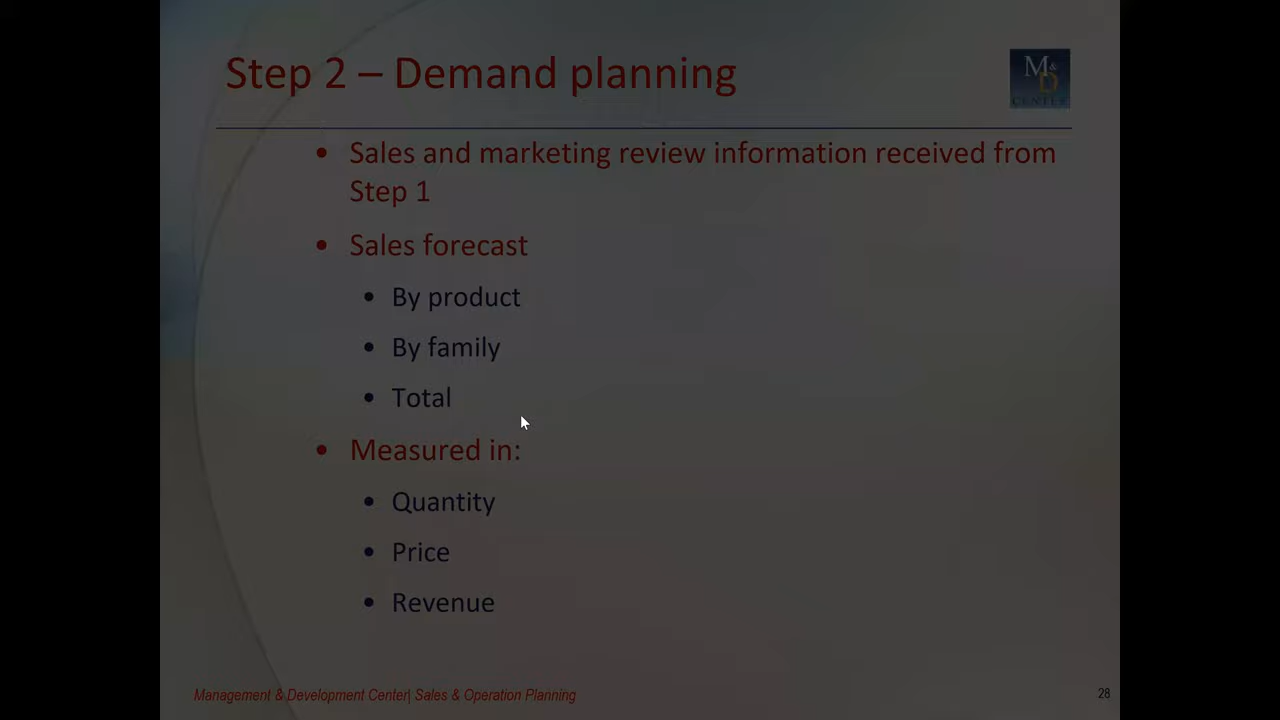 Step 2 – Demand planning
M&D
CENTER
• Sales and marketing review information received from
Step 1
• Sales forecast
• By product
• By family
• Total
• Measured in:
• Quantity
• Price
• Revenue
Management & Development Center| Sales & Operation Planning
28